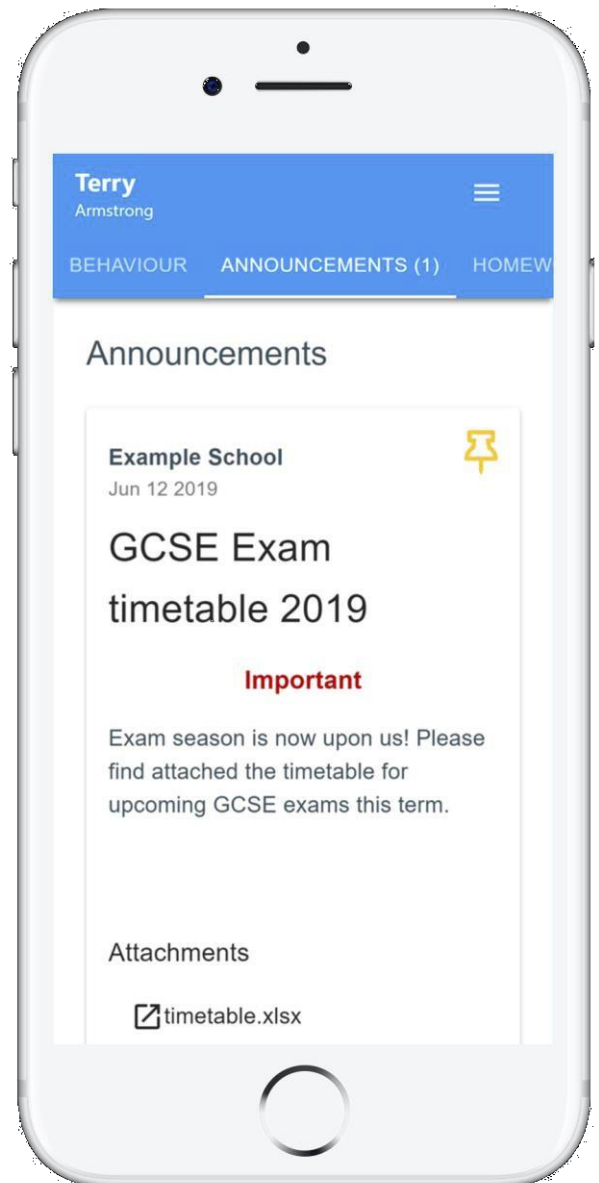 Terry
Armstrong
BEHAVIOUR ANNOUNCEMENTS (1) HOMEW
Announcements
Example School
Jun 12 2019
GCSE Exam
timetable 2019
Important
Exam season is now upon us! Please
find attached the timetable for
upcoming GCSE exams this term.
Attachments
timetable.xlsx